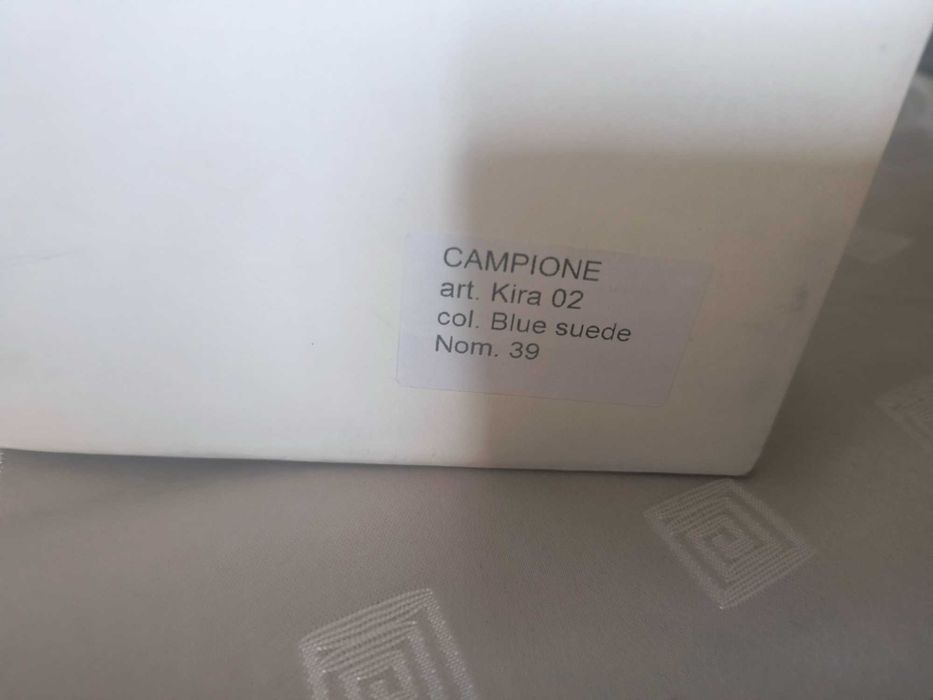 CAMPIONE
art. Kira 02
col. Blue suede
Nom. 39